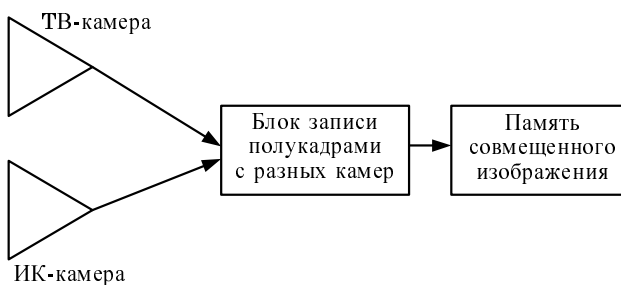 ТВ-камера
Блок записи
полукадрами
с разных камер
Память
совмещенного
изображения
ИК-камера